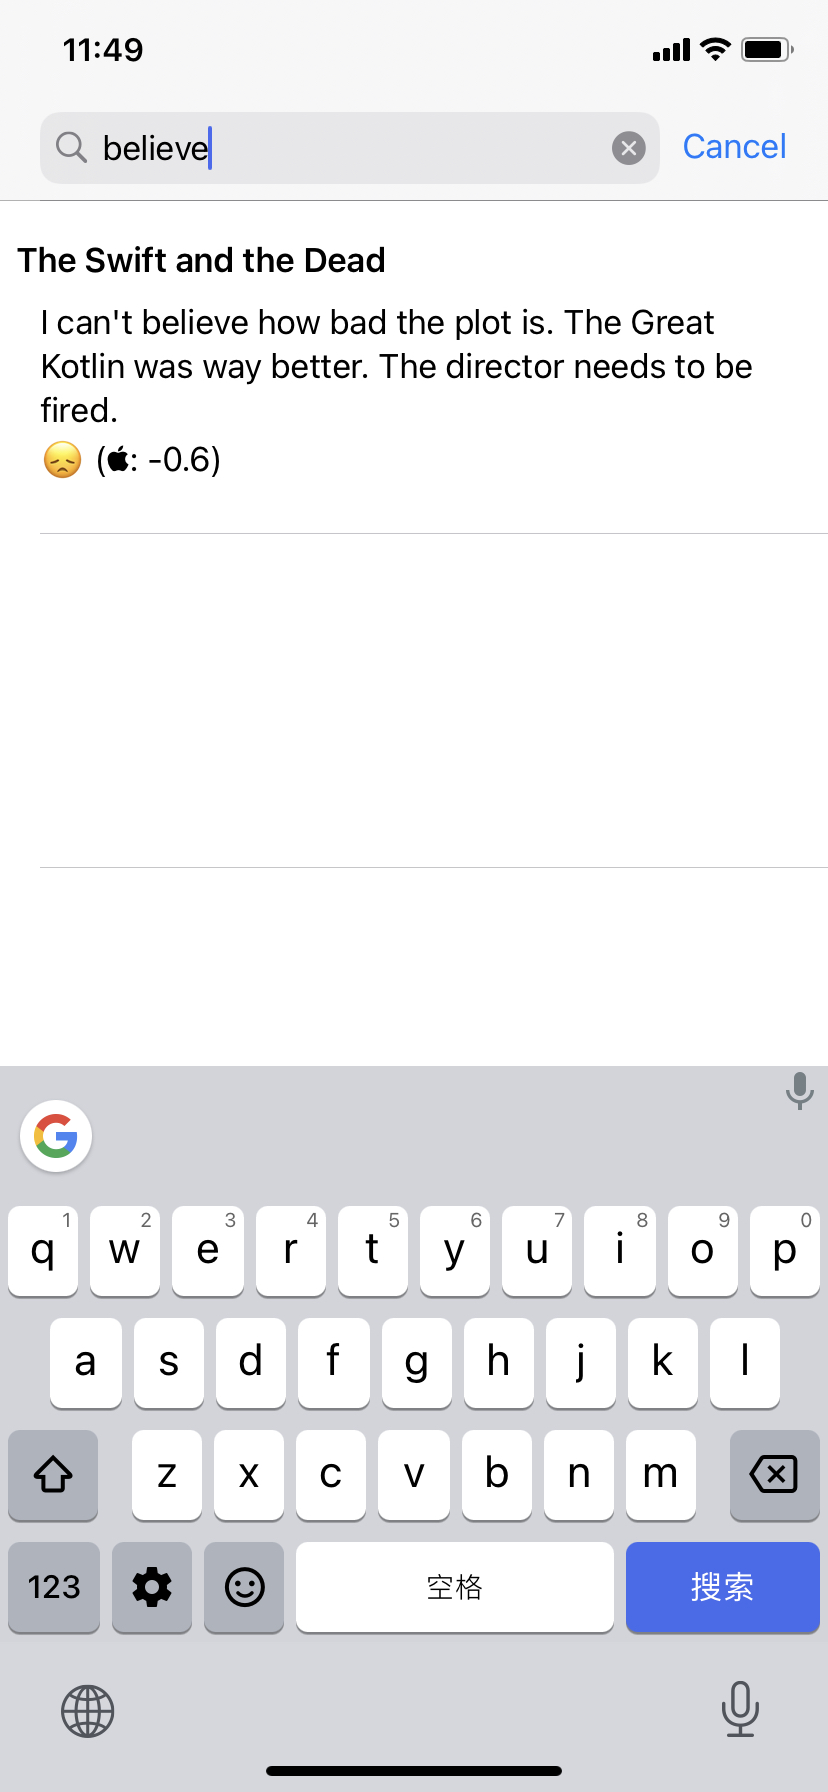 11:49
believe
Cancel
The Swift and the Dead
I can't believe how bad the plot is. The Great
Kotlin was way better. The director needs to be
fired.
😞 (: -0.6)
1 2 3 4 5 6 7 8 9 0
q w e r t y u i o p
a s d f g h j k l
z x c v b n m
123 空格 搜索